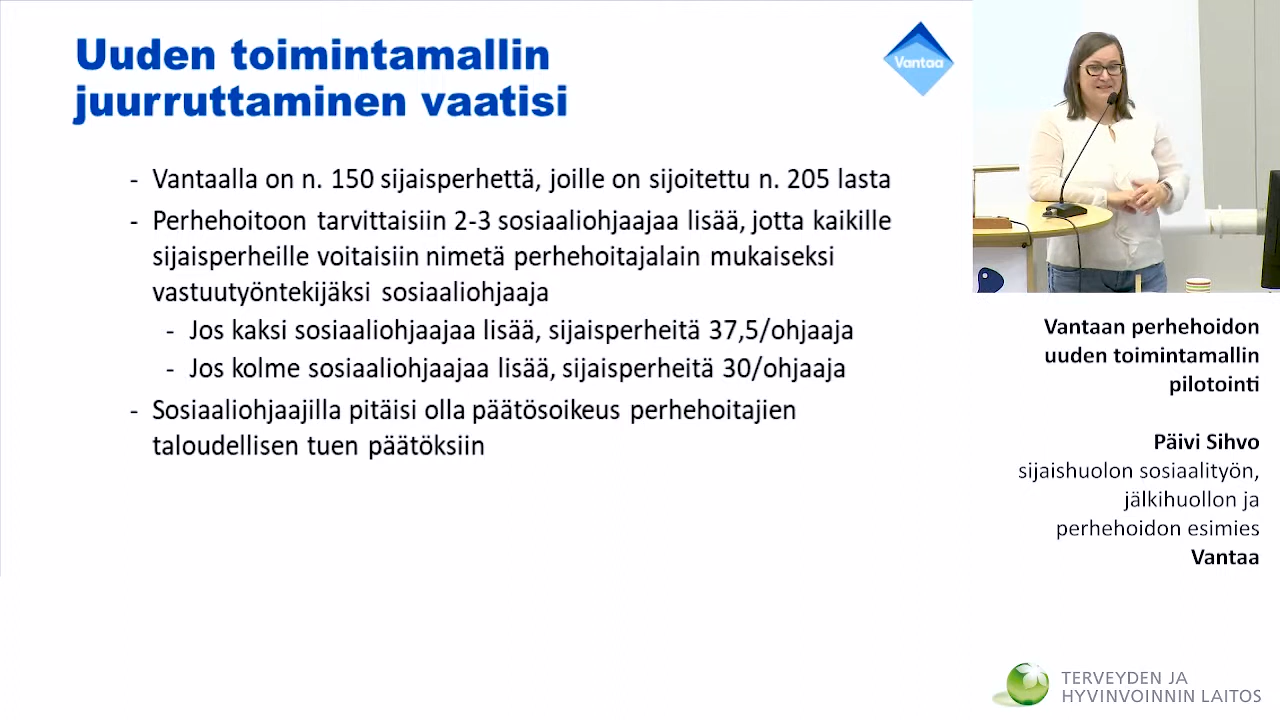 Uuden toimintamallin
juurruttaminen vaatisi
Vantaa
- Vantaalla on n. 150 sijaisperhettä, joille on sijoitettu n. 205 lasta
- Perhehoitoon tarvittaisiin 2-3 sosiaaliohjaajaa lisää, jotta kaikille
sijaisperheille voitaisiin nimetä perhehoitajalain mukaiseksi
vastuutyöntekijäksi sosiaaliohjaaja
- Jos kaksi sosiaaliohjaajaa lisää, sijaisperheitä 37,5/ohjaaja
- Jos kolme sosiaaliohjaajaa lisää, sijaisperheitä 30/ohjaaja
- Sosiaaliohjaajilla pitäisi olla päätösoikeus perhehoitajien
taloudellisen tuen päätöksiin
Vantaan perhehoidon
uuden toimintamallin
pilotointi
Päivi Sihvo
sijaishuolon sosiaalityön,
jälkihuollon ja
perhehoidon esimies
Vantaa
TERVEYDEN JA
HYVINVOINNIN LAITOS